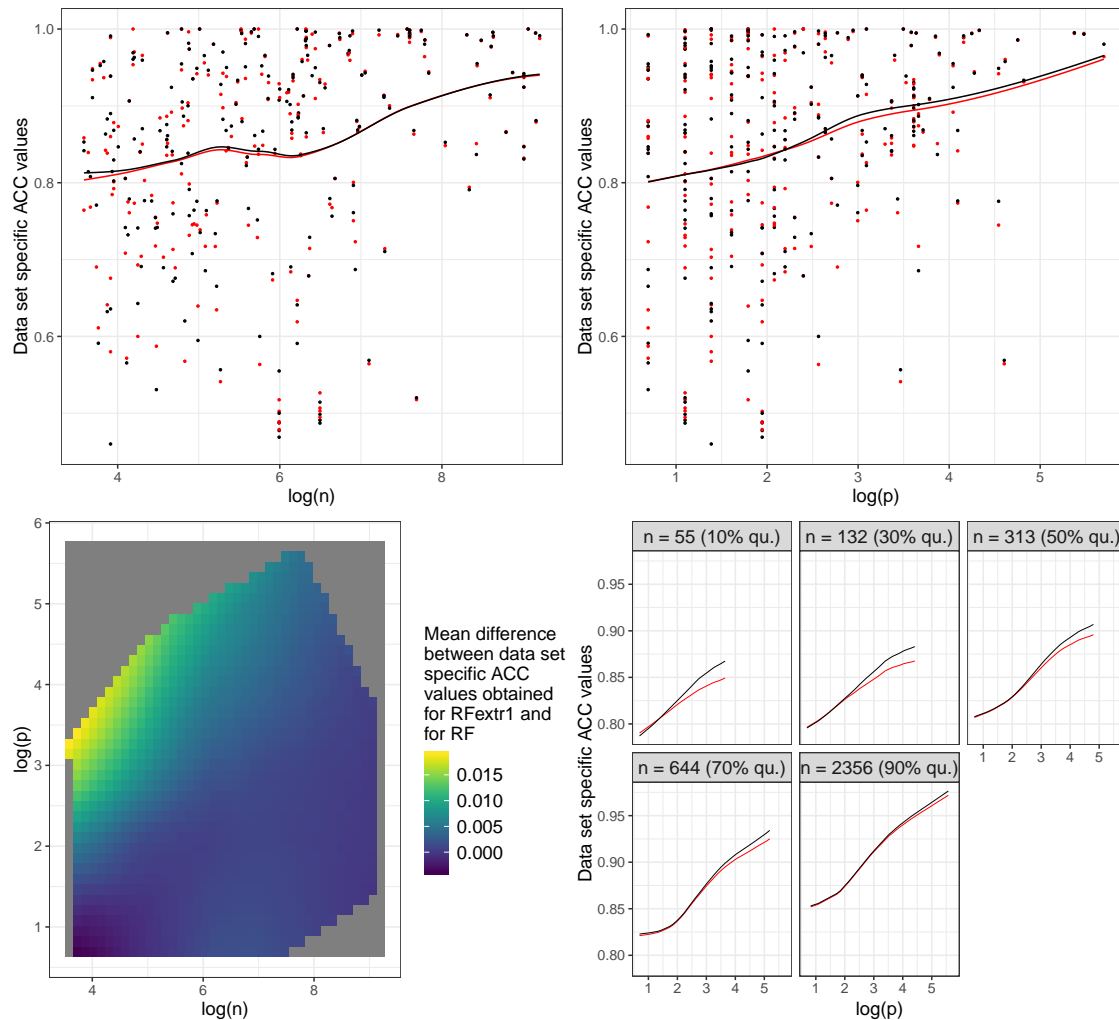 Data set specific ACC values
1.0
0.8
0.6
4
6
8
log(n)
Data set specific ACC values
1.0
0.8
0.6
1
2
3
4
5
log(p)
log(p)
6
5
4
3
2
1
4
6
8
log(n)
Mean difference
between data set
specific ACC
values obtained
for RFextr1 and
for RF
0.015
0.010
0.005
0.000
Data set specific ACC values
n = 55 (10% qu.)
n = 132 (30% qu.)
n = 313 (50% qu.)
0.95
0.90
0.85
0.80
1 2 3 4 5
n = 644 (70% qu.)
n = 2356 (90% qu.)
0.95
0.90
0.85
0.80
1 2 3 4 5
1 2 3 4 5
log(p)